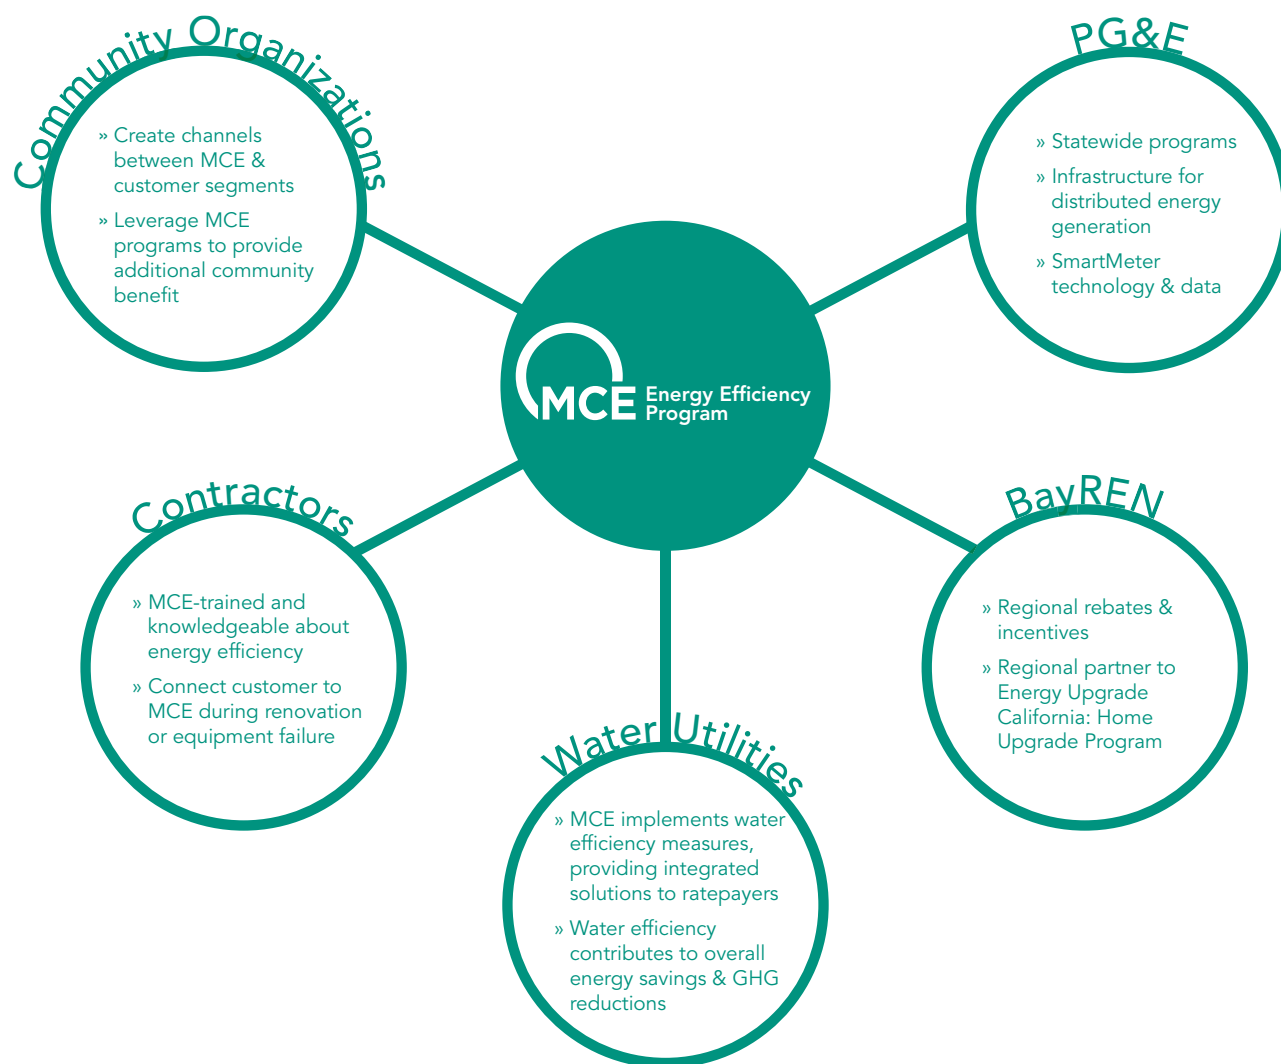 Community Organizations
» Create channels
between MCE &
customer segments
» Leverage MCE
programs to provide
additional community
benefit
PG&E
» Statewide programs
» Infrastructure for
distributed energy
generation
» SmartMeter
technology & data
MCE Energy Efficiency
Program
Contractors
» MCE-trained and
knowledgeable about
energy efficiency
» Connect customer to
MCE during renovation
or equipment failure
BayREN
» Regional rebates &
incentives
» Regional partner to
Energy Upgrade
California: Home
Upgrade Program
Water Utilities
» MCE implements water
efficiency measures,
providing integrated
solutions to ratepayers
» Water efficiency
contributes to overall
energy savings & GHG
reductions